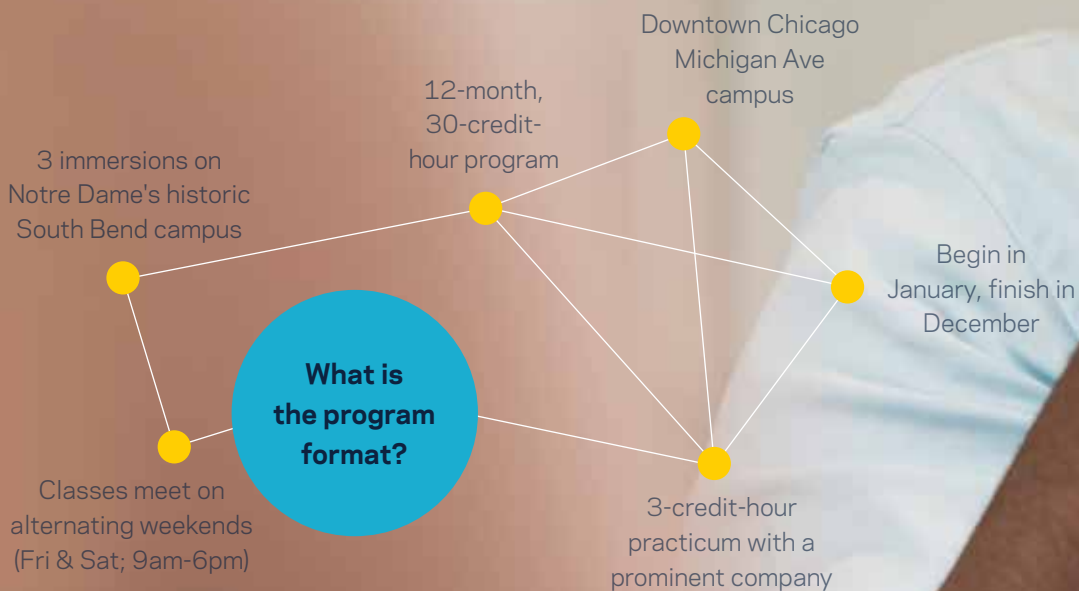 Downtown Chicago
Michigan Ave
campus
12-month,
30-credit-
hour program
3 immersions on
Notre Dame's historic
South Bend campus
Begin in
January, finish in
December
What is
the program
format?
Classes meet on
alternating weekends
(Fri & Sat; 9am-6pm)
3-credit-hour
practicum with a
prominent company